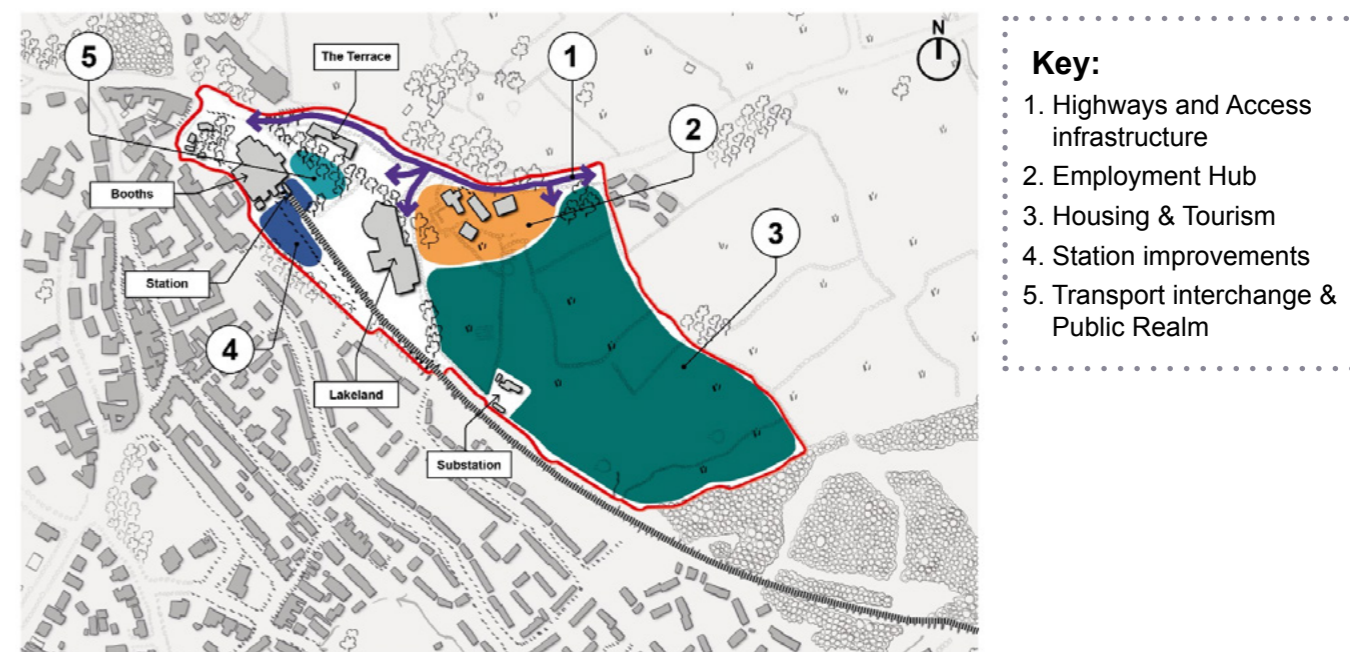 N
5
The Terrace
1
2
Booths
3
Station
4
Lakeland
Substation
Key:
1. Highways and Access
infrastructure
2. Employment Hub
3. Housing & Tourism
4. Station improvements
5. Transport interchange &
Public Realm